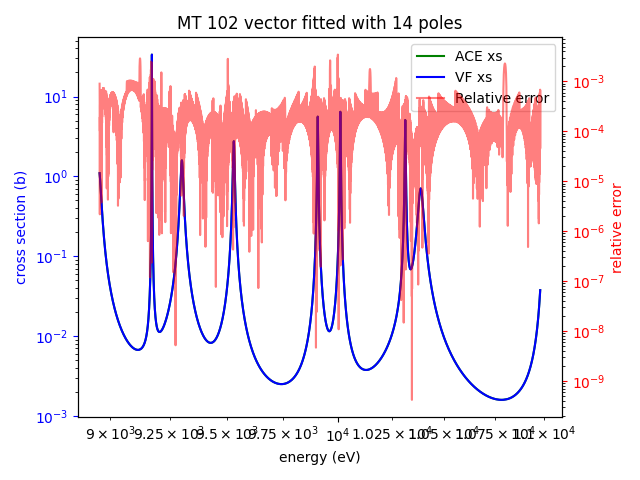 MT 102 vector fitted with 14 poles
ACE xs
VF xs
Relative error
cross section (b)
10¹
10⁰
10⁻¹
10⁻²
10⁻³
relative error
10⁻³
10⁻⁴
10⁻⁵
10⁻⁶
10⁻⁷
10⁻⁸
10⁻⁹
9 × 10³ 9.25 × 10³ 9.5 × 10³ 9.75 × 10³ 10⁴ 1.025 × 10⁴ 1.05 × 10⁴ 1.075 × 10⁴ 1.1 × 10⁴
energy (eV)